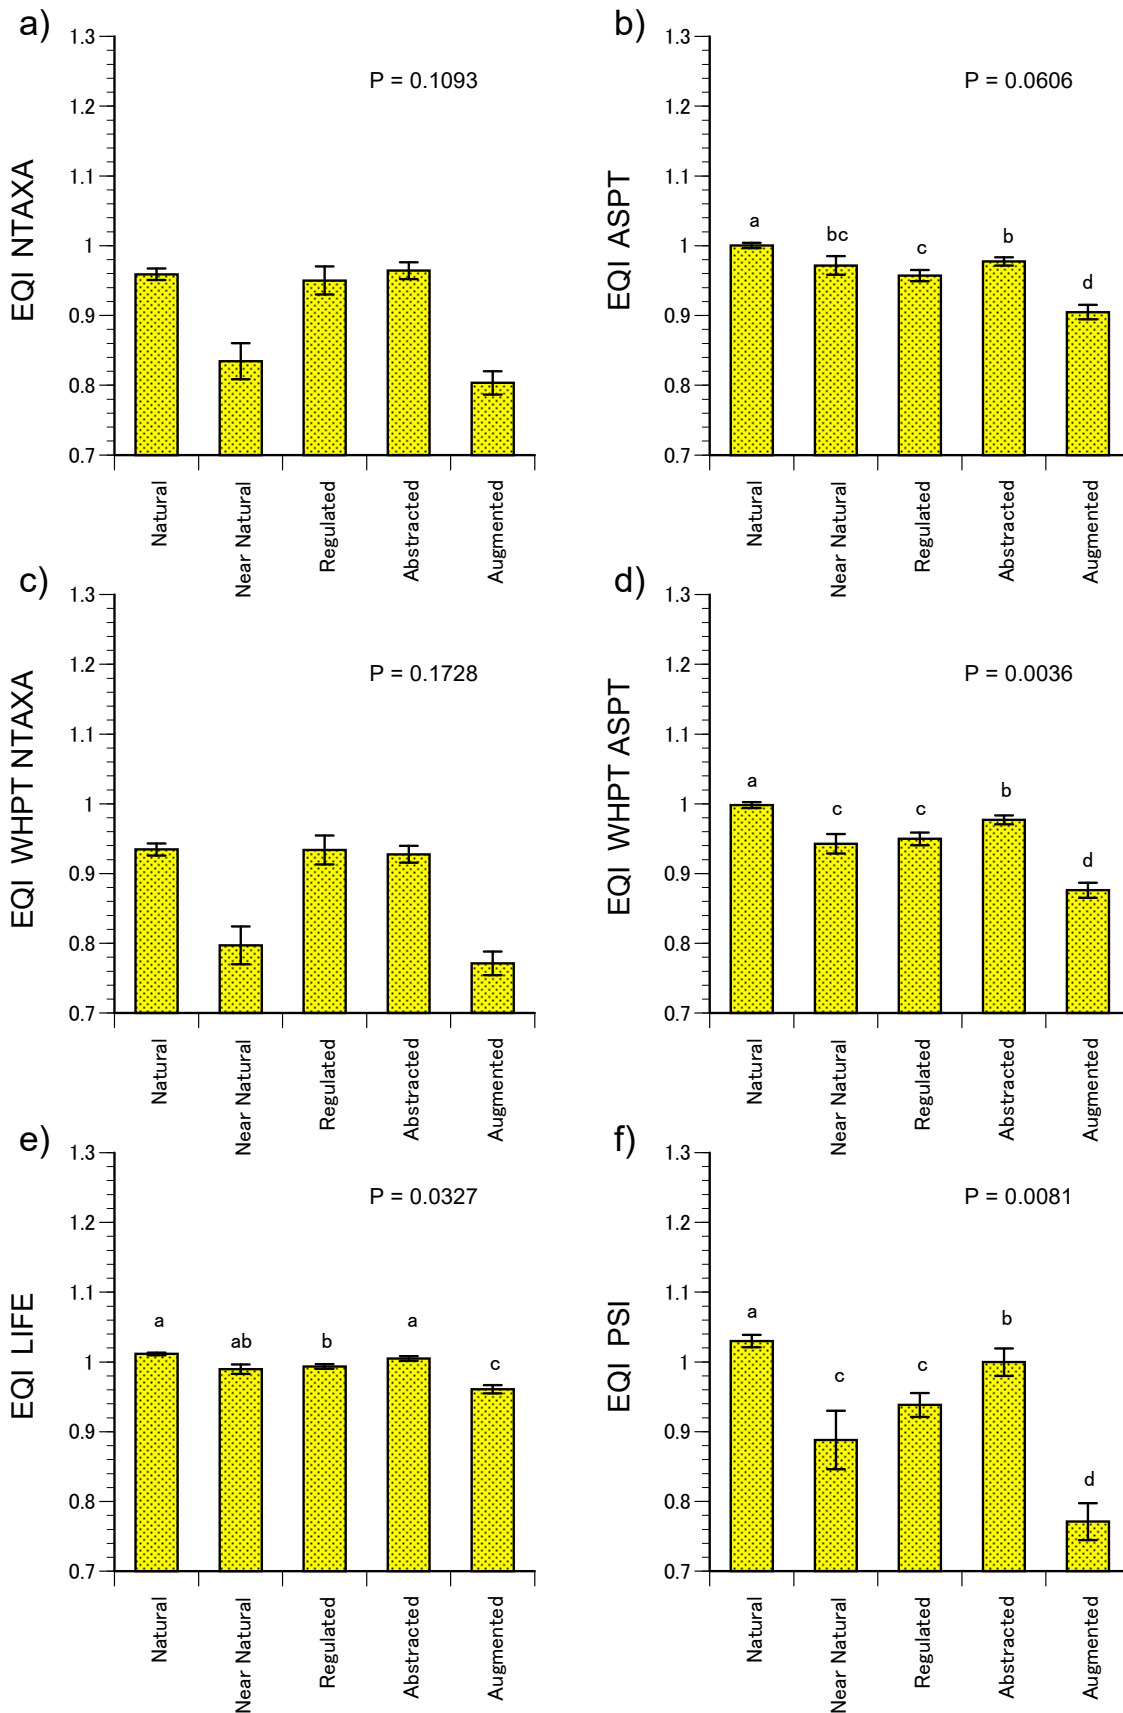 a)
EQI NTAXA
1.3
1.2
1.1
1
0.9
0.8
0.7
P = 0.1093
Natural
Near Natural
Regulated
Abstracted
Augmented
b)
EQI ASPT
1.3
1.2
1.1
1
0.9
0.8
0.7
P = 0.0606
a
bc
c
b
d
Natural
Near Natural
Regulated
Abstracted
Augmented
c)
EQI WHPT NTAXA
1.3
1.2
1.1
1
0.9
0.8
0.7
P = 0.1728
Natural
Near Natural
Regulated
Abstracted
Augmented
d)
EQI WHPT ASPT
1.3
1.2
1.1
1
0.9
0.8
0.7
P = 0.0036
a
c
c
b
d
Natural
Near Natural
Regulated
Abstracted
Augmented
e)
EQI LIFE
1.3
1.2
1.1
1
0.9
0.8
0.7
P = 0.0327
a
ab
b
a
c
Natural
Near Natural
Regulated
Abstracted
Augmented
f)
EQI PSI
1.3
1.2
1.1
1
0.9
0.8
0.7
P = 0.0081
a
c
c
b
d
Natural
Near Natural
Regulated
Abstracted
Augmented